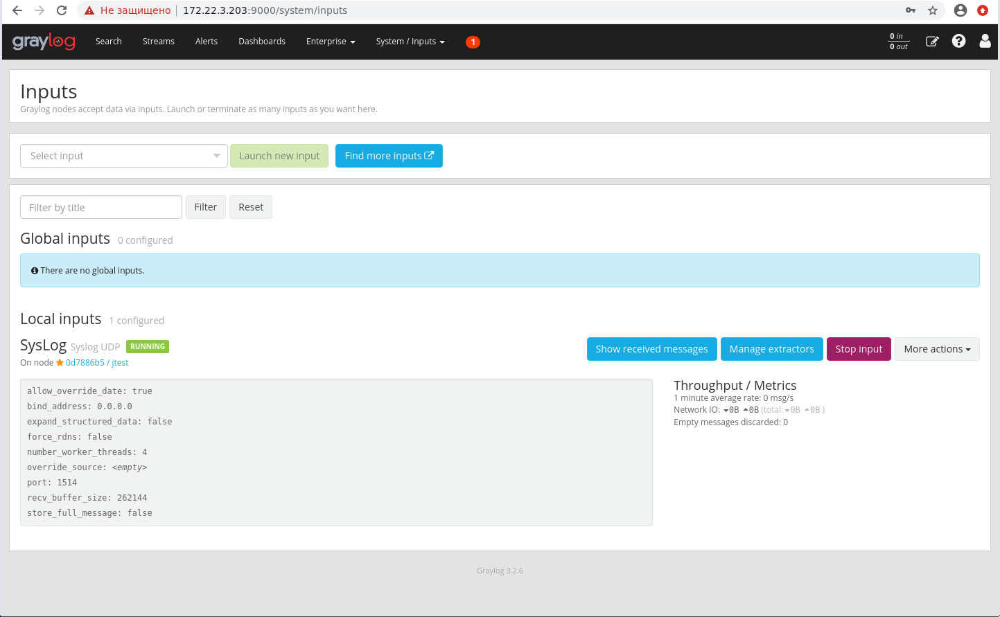 Не защищено 172.22.3.203:9000/system/inputs
graylog Search Streams Alerts Dashboards Enterprise System / Inputs 1 0 in
0 out
Inputs
Graylog nodes accept data via inputs. Launch or terminate as many inputs as you want here.
Select input Launch new input Find more inputs
Filter by title Filter Reset
Global inputs 0 configured
There are no global inputs.
Local inputs 1 configured
SysLog Syslog UDP RUNNING Show received messages Manage extractors Stop input More actions
On node 0d7886b5 / jtest
allow_override_date: true
bind_address: 0.0.0.0
expand_structured_data: false
force_rdns: false
number_worker_threads: 4
override_source: <empty>
port: 1514
recv_buffer_size: 262144
store_full_message: false
Throughput / Metrics
1 minute average rate: 0 msg/s
Network IO: 0B 0B (total: 0B 0B )
Empty messages discarded: 0
Graylog 3.2.6